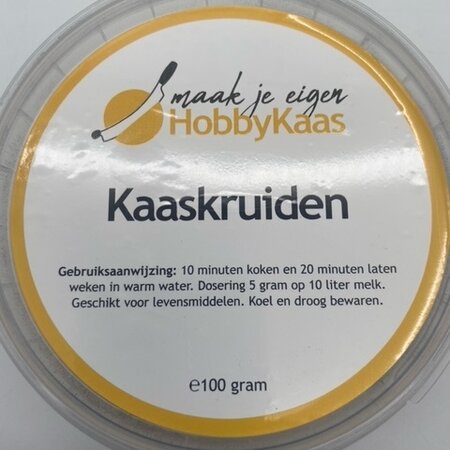 maak je eigen
HobbyKaas
Kaaskruiden
Gebruiksaanwijzing: 10 minuten koken en 20 minuten laten
weken in warm water. Dosering 5 gram op 10 liter melk.
Geschikt voor levensmiddelen. Koel en droog bewaren.
℮100 gram